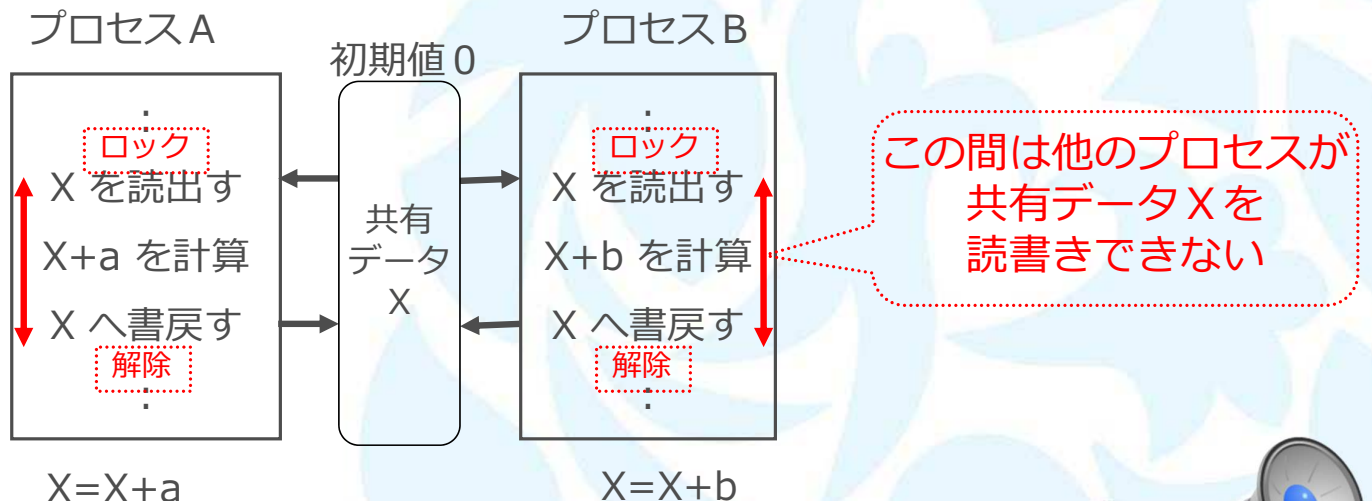 プロセスA
プロセスB
初期値0
:
ロック
X を読出す
X+a を計算
X へ書戻す
解除
:
共有
データ
X
:
ロック
X を読出す
X+b を計算
X へ書戻す
解除
:
この間は他のプロセスが
共有データXを
読書きできない
X=X+a
X=X+b